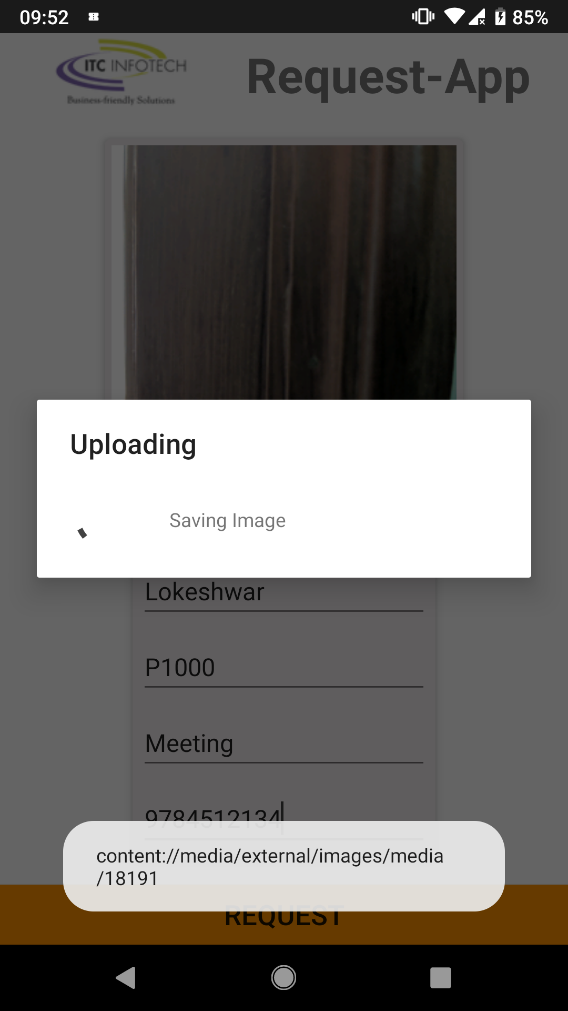 09:52
85%
ITC INFOTECH
Business-friendly Solutions
Request-App
Uploading
Saving Image
Lokeshwar
P1000
Meeting
9784512134
content://media/external/images/media
/18191
REQUEST